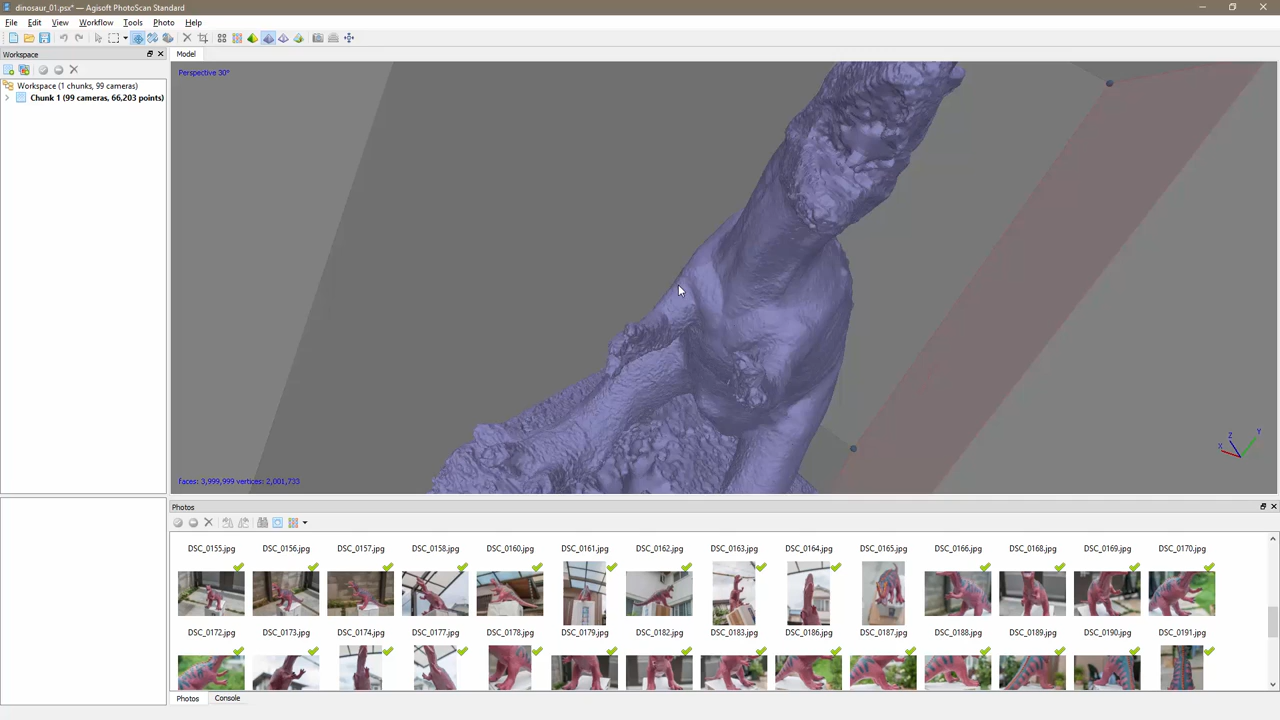 dinosaur_01.psx* — Agisoft PhotoScan Standard
File Edit View Workflow Tools Photo Help
Workspace
Model
Workspace (1 chunks, 99 cameras)
Chunk 1 (99 cameras, 66,203 points)
Perspective 30°
Z
Y
X
faces: 3,999,999 vertices: 2,001,733
Photos
DSC_0155.jpg DSC_0156.jpg DSC_0157.jpg DSC_0158.jpg DSC_0160.jpg DSC_0161.jpg DSC_0162.jpg DSC_0163.jpg DSC_0164.jpg DSC_0165.jpg DSC_0166.jpg DSC_0168.jpg DSC_0169.jpg DSC_0170.jpg
DSC_0172.jpg DSC_0173.jpg DSC_0174.jpg DSC_0177.jpg DSC_0178.jpg DSC_0179.jpg DSC_0182.jpg DSC_0183.jpg DSC_0186.jpg DSC_0187.jpg DSC_0188.jpg DSC_0189.jpg DSC_0190.jpg DSC_0191.jpg
Photos Console